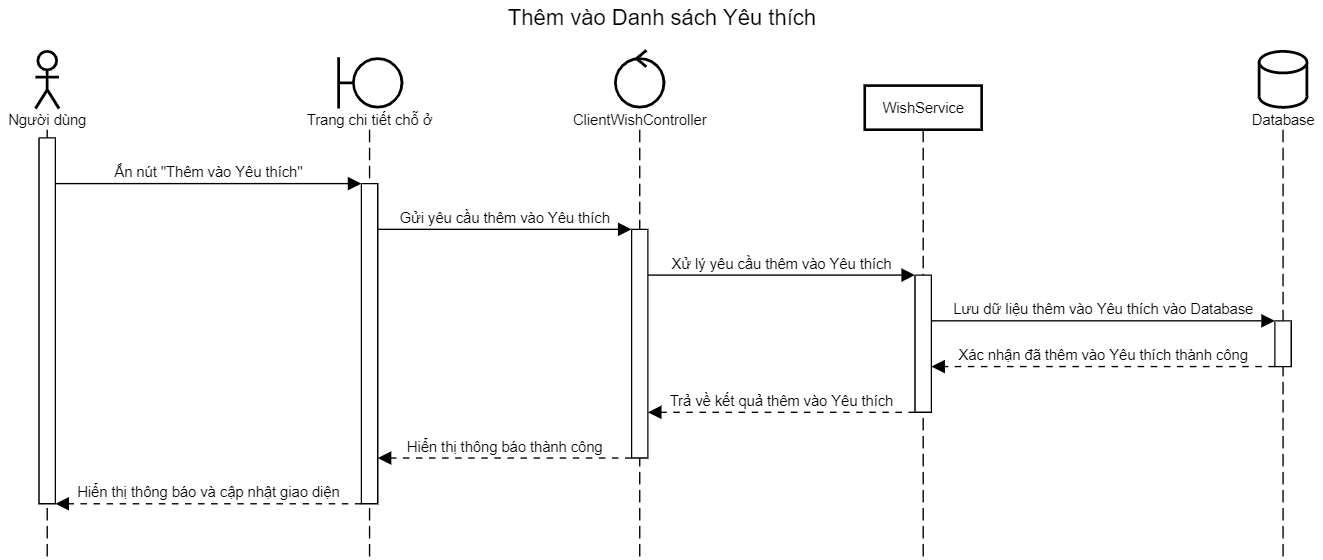 Thêm vào Danh sách Yêu thích
Người dùng
Trang chi tiết chỗ ở
ClientWishController
WishService
Database
Ấn nút "Thêm vào Yêu thích"
Gửi yêu cầu thêm vào Yêu thích
Xử lý yêu cầu thêm vào Yêu thích
Lưu dữ liệu thêm vào Yêu thích vào Database
Xác nhận đã thêm vào Yêu thích thành công
Trả về kết quả thêm vào Yêu thích
Hiển thị thông báo thành công
Hiển thị thông báo và cập nhật giao diện